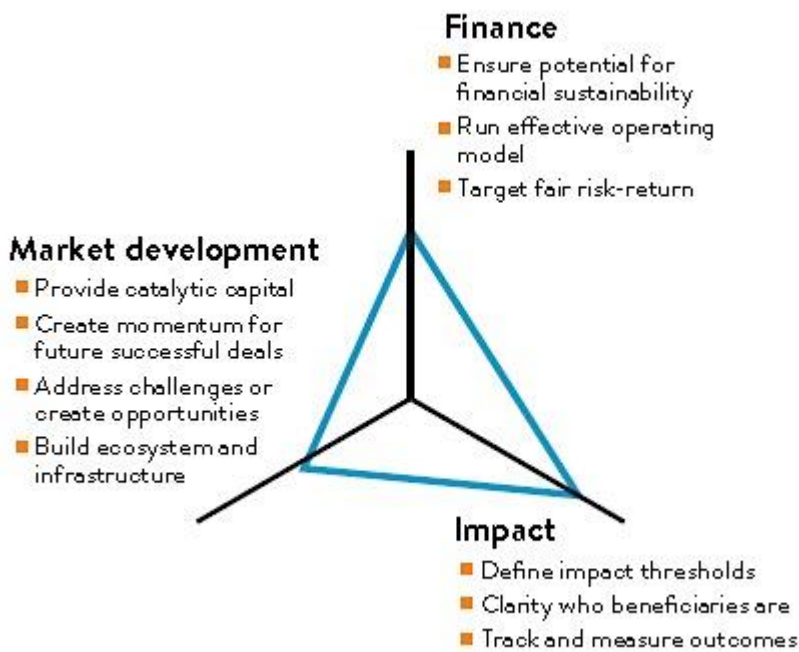 Finance
Ensure potential for
financial sustainability
Run effective operating
model
Target fair risk-return
Market development
Provide catalytic capital
Create momentum for
future successful deals
Address challenges or
create opportunities
Build ecosystem and
infrastructure
Impact
Define impact thresholds
Clarity who beneficiaries are
Track and measure outcomes